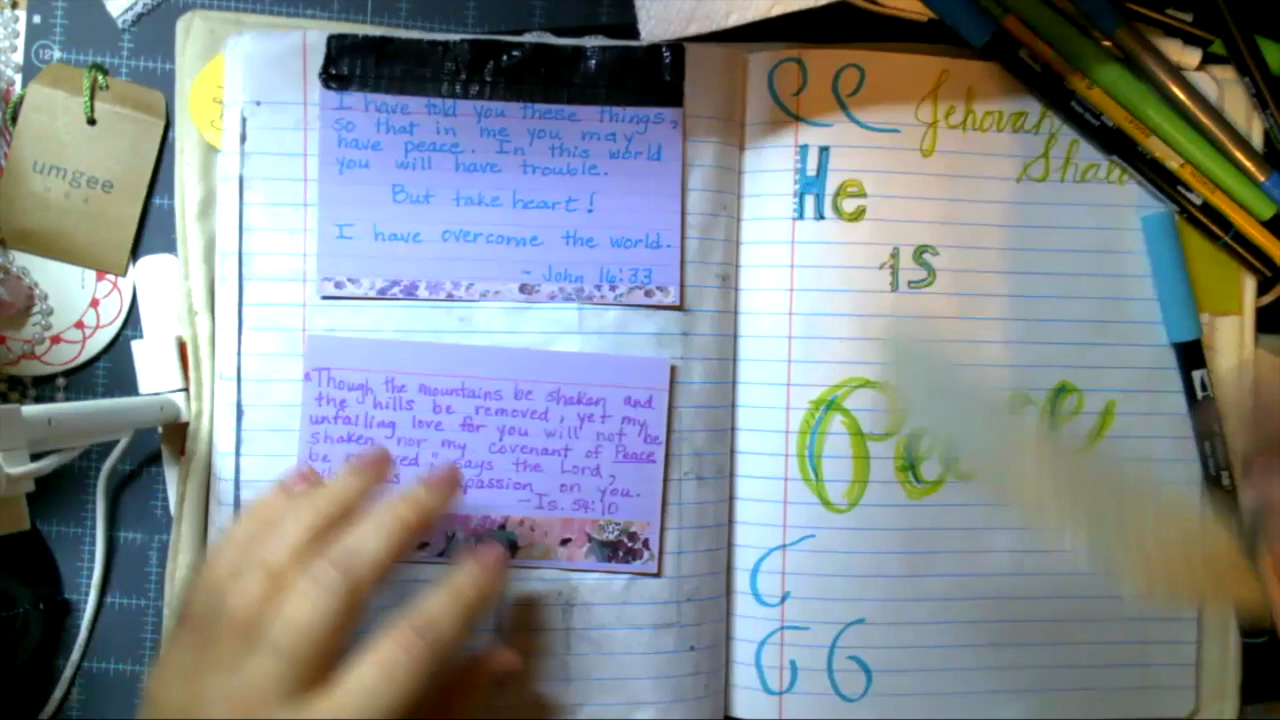 umgee
USA
I have told you these things,
so that in me you may
have peace. In this world
you will have trouble.
But take heart!
I have overcome the world.
- John 16:33
"Though the mountains be shaken and
the hills be removed, yet my
unfailing love for you will not be
shaken nor my covenant of Peace
be removed," says the Lord,
passion on you.
- Is. 54:10
Jehovah
He
is